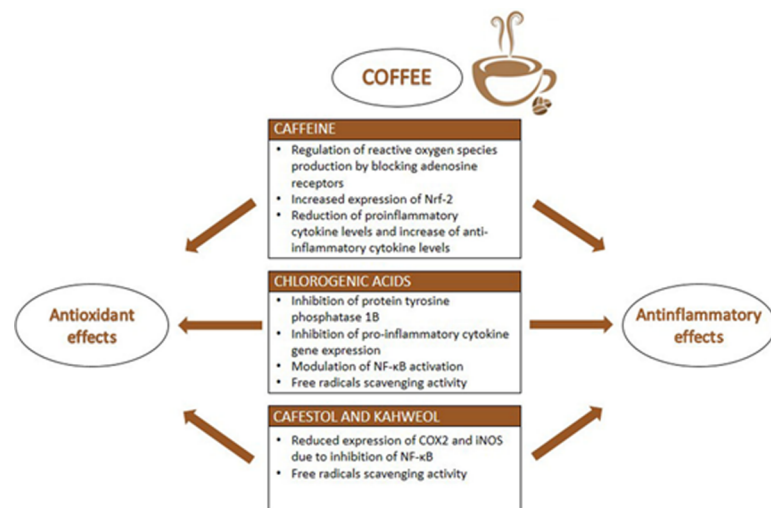 COFFEE
CAFFEINE
• Regulation of reactive oxygen species
production by blocking adenosine
receptors
• Increased expression of Nrf-2
• Reduction of proinflammatory
cytokine levels and increase of anti-
inflammatory cytokine levels
CHLOROGENIC ACIDS
• Inhibition of protein tyrosine
phosphatase 1B
• Inhibition of pro-inflammatory cytokine
gene expression
• Modulation of NF-κB activation
• Free radicals scavenging activity
Antioxidant
effects
Antinflammatory
effects
CAFESTOL AND KAHWEOL
• Reduced expression of COX2 and iNOS
due to inhibition of NF-κB
• Free radicals scavenging activity